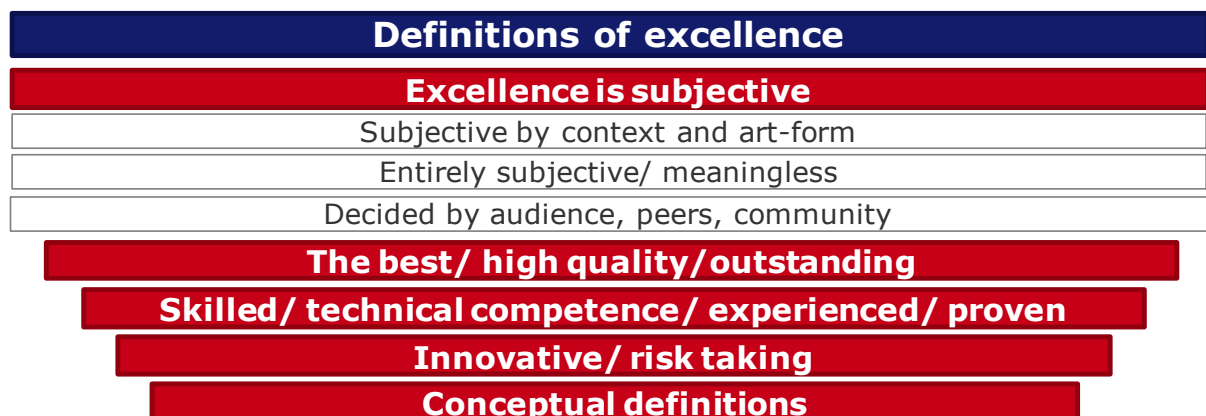 Definitions of excellence
Excellence is subjective
Subjective by context and art-form
Entirely subjective/ meaningless
Decided by audience, peers, community
The best/ high quality/outstanding
Skilled/ technical competence/ experienced/ proven
Innovative/ risk taking
Conceptual definitions